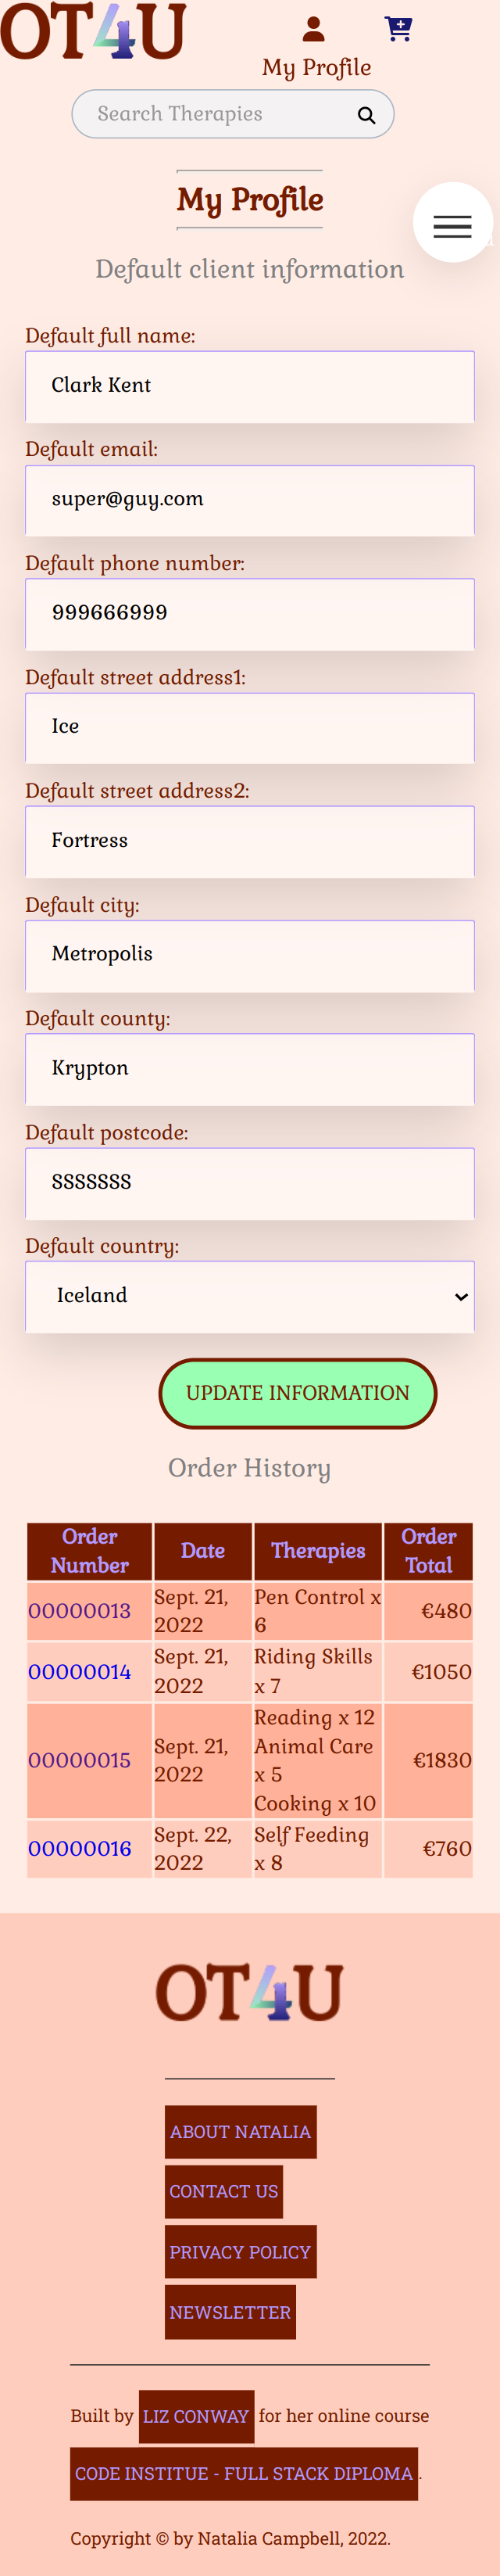 OT4U
My Profile
Search Therapies
My Profile
Default client information
Default full name:
Clark Kent
Default email:
super@guy.com
Default phone number:
999666999
Default street address1:
Ice
Default street address2:
Fortress
Default city:
Metropolis
Default county:
Krypton
Default postcode:
SSSSSSS
Default country:
Iceland
UPDATE INFORMATION
Order History
Order Number Date Therapies Order Total
00000013 Sept. 21, 2022 Pen Control x 6 €480
00000014 Sept. 21, 2022 Riding Skills x 7 €1050
00000015 Sept. 21, 2022 Reading x 12
Animal Care x 5
Cooking x 10 €1830
00000016 Sept. 22, 2022 Self Feeding x 8 €760
OT4U
ABOUT NATALIA
CONTACT US
PRIVACY POLICY
NEWSLETTER
Built by LIZ CONWAY for her online course
CODE INSTITUE - FULL STACK DIPLOMA .
Copyright © by Natalia Campbell, 2022.